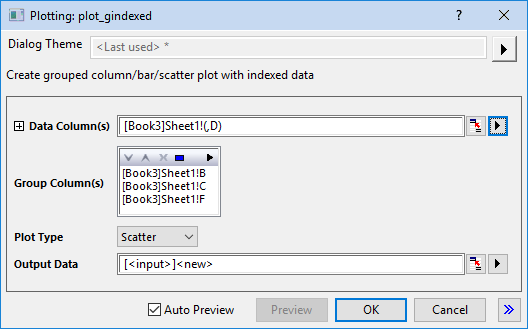 Plotting: plot_gindexed
Dialog Theme <Last used> *
Create grouped column/bar/scatter plot with indexed data
Data Column(s) [Book3]Sheet1!(,D)
Group Column(s)
[Book3]Sheet1!B
[Book3]Sheet1!C
[Book3]Sheet1!F
Plot Type Scatter
Output Data [<input>]<new>
Auto Preview Preview OK Cancel